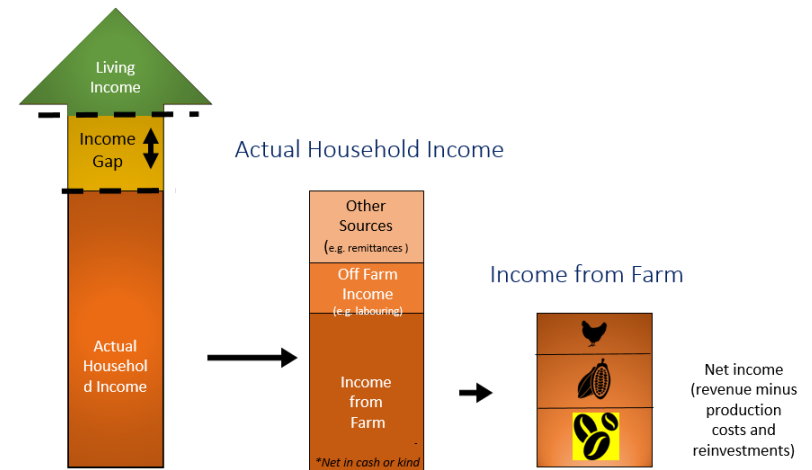 Living
Income
Income
Gap
Actual
Househol
d Income
Actual Household Income
Other
Sources
(e.g. remittances )
Off Farm
Income
(e.g. labouring)
Income
from
Farm
*Net in cash or kind
Income from Farm
Net income
(revenue minus
production
costs and
reinvestments)